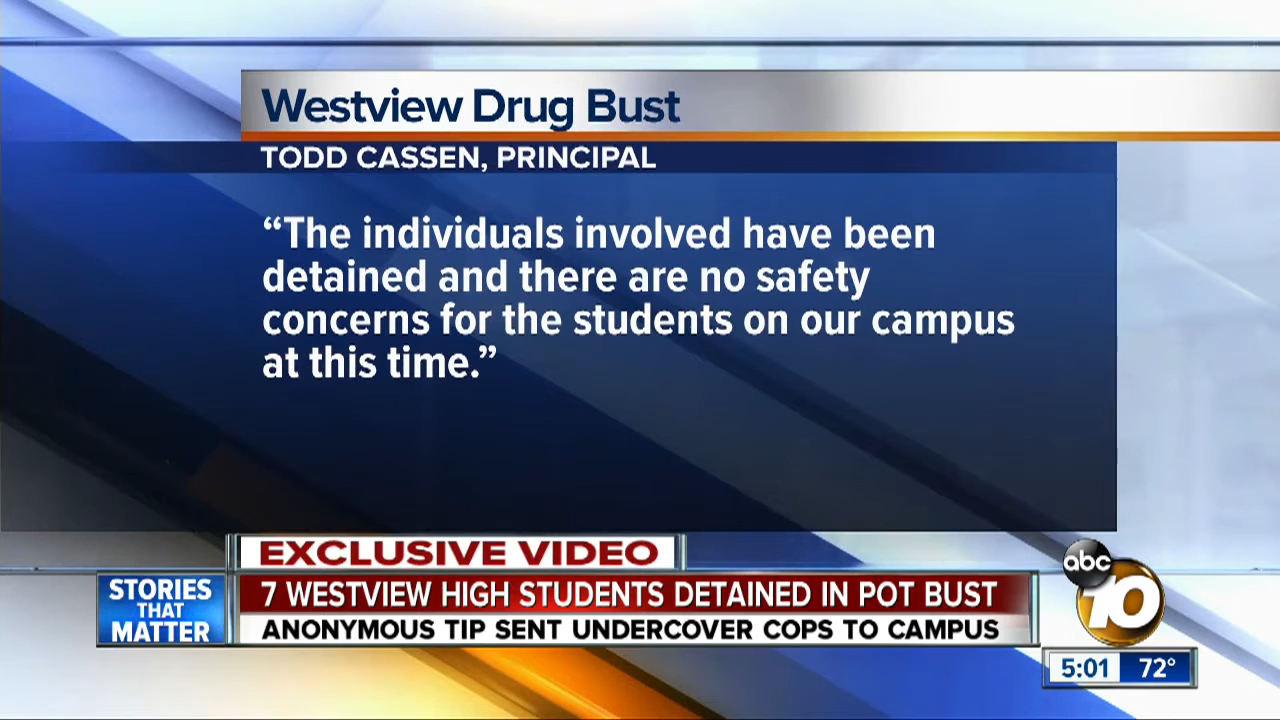 Westview Drug Bust
TODD CASSEN, PRINCIPAL
“The individuals involved have been
detained and there are no safety
concerns for the students on our campus
at this time.”
EXCLUSIVE VIDEO
STORIES
THAT
MATTER
7 WESTVIEW HIGH STUDENTS DETAINED IN POT BUST
ANONYMOUS TIP SENT UNDERCOVER COPS TO CAMPUS
abc
10
5:01 72°